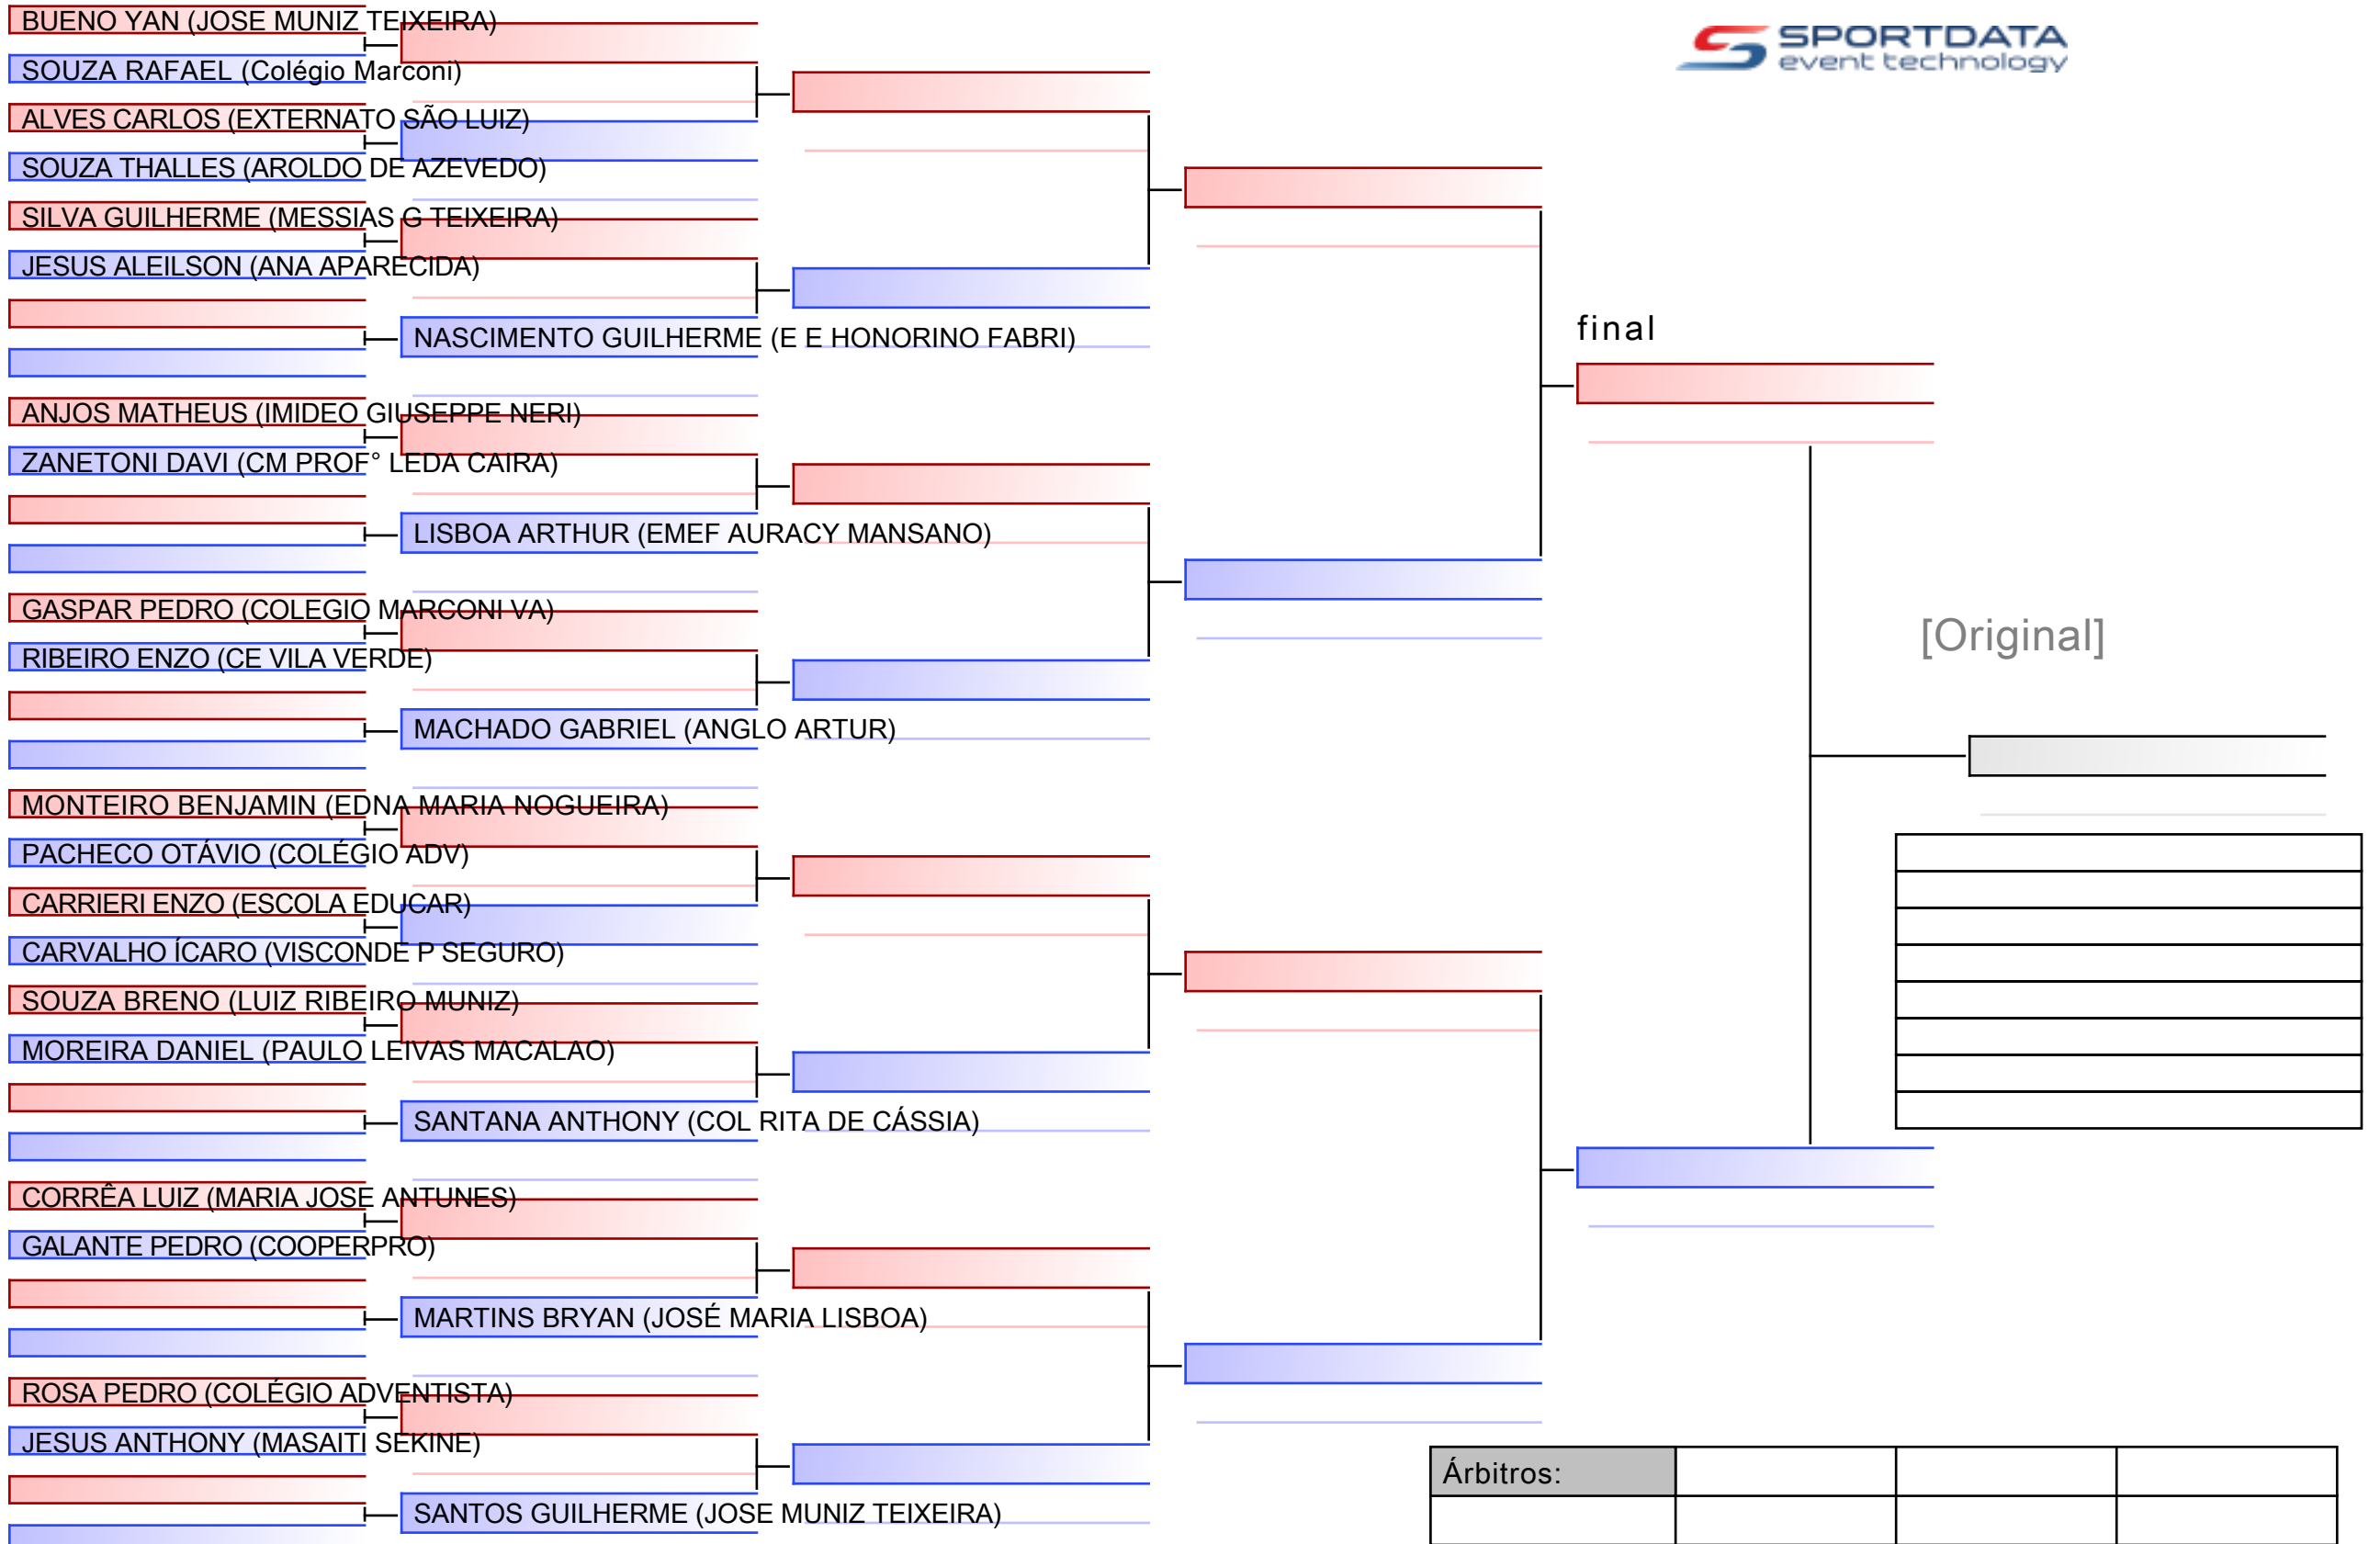 BUENO YAN (JOSE MUNIZ TEIXEIRA)
SOUZA RAFAEL (Colégio Marconi)
ALVES CARLOS (EXTERNATO SÃO LUIZ)
SOUZA THALLES (AROLDO DE AZEVEDO)
SILVA GUILHERME (MESSIAS G TEIXEIRA)
JESUS ALEILSON (ANA APARECIDA)
NASCIMENTO GUILHERME (E E HONORINO FABRI)
ANJOS MATHEUS (IMIDEO GIUSEPPE NERI)
ZANETONI DAVI (CM PROF° LEDA CAIRA)
LISBOA ARTHUR (EMEF AURACY MANSANO)
GASPAR PEDRO (COLEGIO MARCONI VA)
RIBEIRO ENZO (CE VILA VERDE)
MACHADO GABRIEL (ANGLO ARTUR)
MONTEIRO BENJAMIN (EDNA MARIA NOGUEIRA)
PACHECO OTÁVIO (COLÉGIO ADV)
CARRIERI ENZO (ESCOLA EDUCAR)
CARVALHO ÍCARO (VISCONDE P SEGURO)
SOUZA BRENO (LUIZ RIBEIRO MUNIZ)
MOREIRA DANIEL (PAULO LEIVAS MACALAO)
SANTANA ANTHONY (COL RITA DE CÁSSIA)
CORRÊA LUIZ (MARIA JOSE ANTUNES)
GALANTE PEDRO (COOPERPRO)
MARTINS BRYAN (JOSÉ MARIA LISBOA)
ROSA PEDRO (COLÉGIO ADVENTISTA)
JESUS ANTHONY (MASAITI SEKINE)
SANTOS GUILHERME (JOSE MUNIZ TEIXEIRA)
SPORTDATA
event technology
final
[Original]
Árbitros: